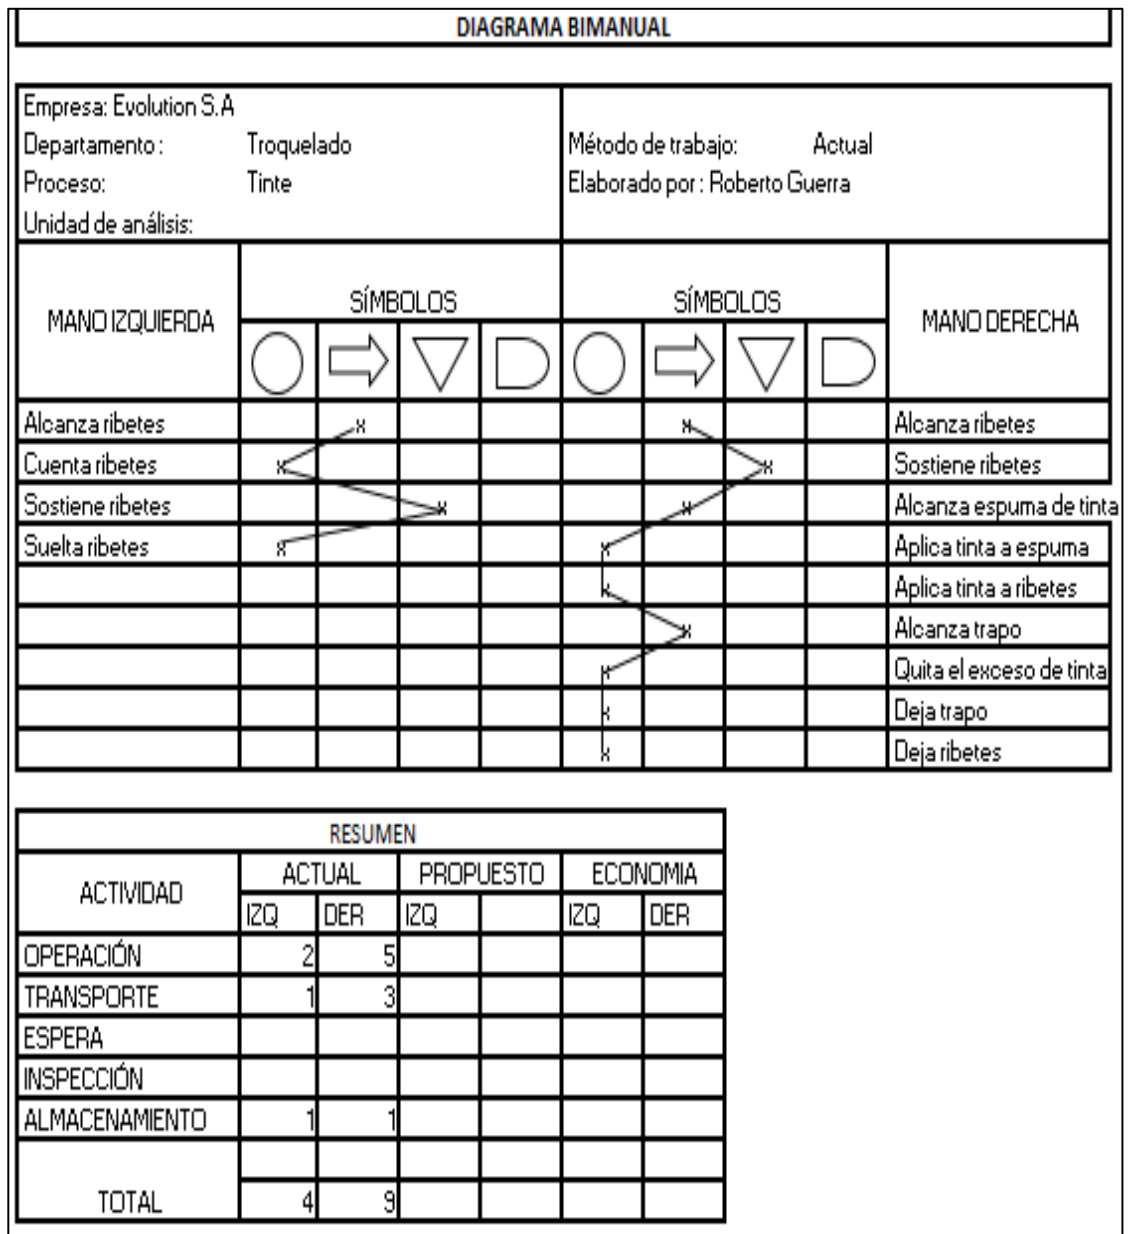 DIAGRAMA BIMANUAL
Empresa: Evolution S.A
Departamento : Troquelado Método de trabajo: Actual
Proceso: Tinte Elaborado por : Roberto Guerra
Unidad de análisis:
MANO IZQUIERDA SÍMBOLOS SÍMBOLOS MANO DERECHA
Alcanza ribetes x x Alcanza ribetes
Cuenta ribetes x x Sostiene ribetes
Sostiene ribetes x x Alcanza espuma de tinta
Suelta ribetes x x Aplica tinta a espuma
x Aplica tinta a ribetes
x Alcanza trapo
x Quita el exceso de tinta
x Deja trapo
x Deja ribetes
RESUMEN
ACTIVIDAD ACTUAL PROPUESTO ECONOMIA
IZQ DER IZQ IZQ DER
OPERACIÓN 2 5
TRANSPORTE 1 3
ESPERA
INSPECCIÓN
ALMACENAMIENTO 1 1
TOTAL 4 9